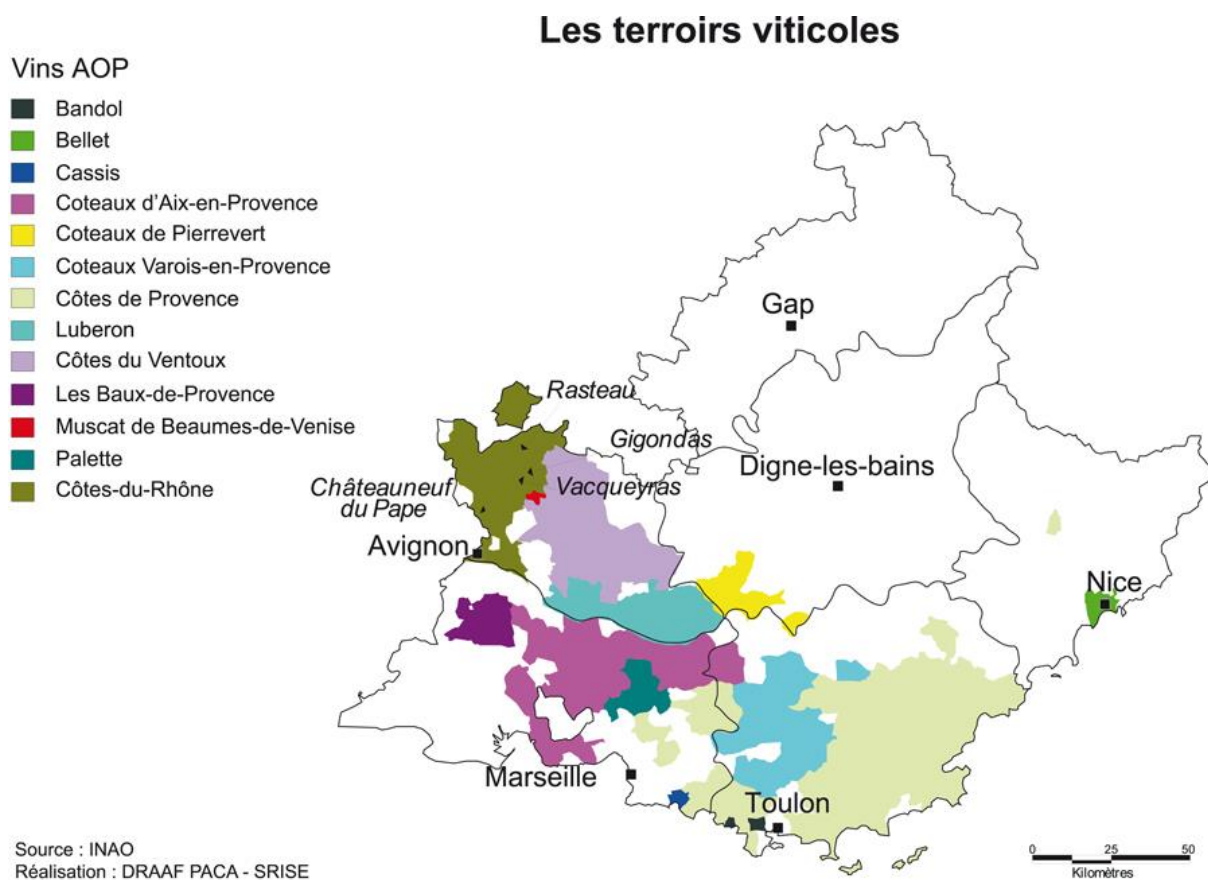 Les terroirs viticoles
Vins AOP
Bandol
Bellet
Cassis
Coteaux d'Aix-en-Provence
Coteaux de Pierrevert
Coteaux Varois-en-Provence
Côtes de Provence
Luberon
Côtes du Ventoux
Les Baux-de-Provence
Muscat de Beaumes-de-Venise
Palette
Côtes-du-Rhône
Gap
Rasteau
Gigondas
Digne-les-bains
Vacqueyras
Châteauneuf
du Pape
Avignon
Nice
Marseille
Toulon
Source : INAO
Réalisation : DRAAF PACA - SRISE
0 25 50
Kilomètres